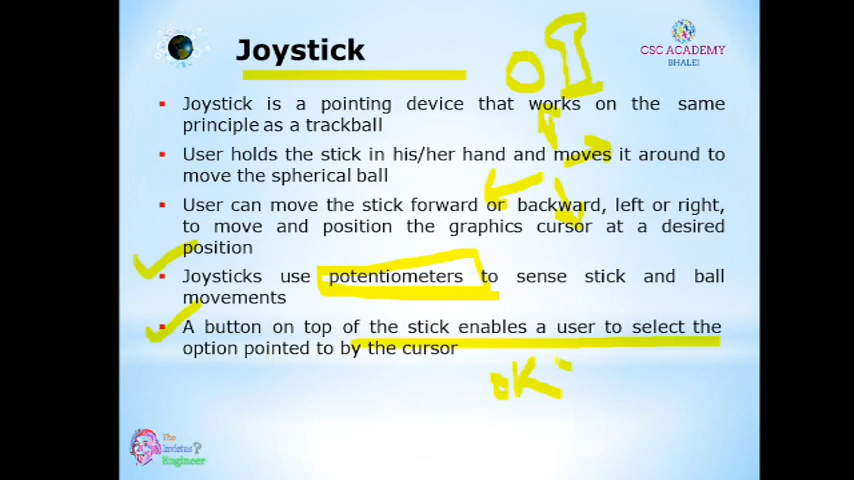 Joystick
CSC ACADEMY
BHALEI
Joystick is a pointing device that works on the same
principle as a trackball
User holds the stick in his/her hand and moves it around to
move the spherical ball
User can move the stick forward or backward, left or right,
to move and position the graphics cursor at a desired
position
Joysticks use potentiometers to sense stick and ball
movements
A button on top of the stick enables a user to select the
option pointed to by the cursor
OK
The
Engineer